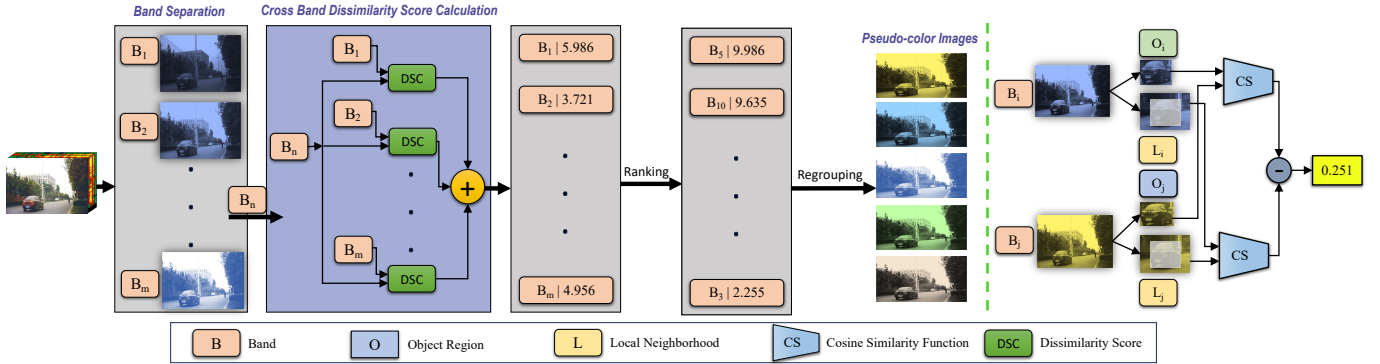 Band Separation
B1
B2
Bm
Bn
Cross Band Dissimilarity Score Calculation
B1
DSC
B2
DSC
Bn
+
Bm
DSC
B1 | 5.986
B2 | 3.721
Bm | 4.956
Ranking
B5 | 9.986
B10 | 9.635
B3 | 2.255
Regrouping
Pseudo-color Images
Bi
Oi
Li
CS
Oj
Bj
Lj
CS
-
0.251
B Band
O Object Region
L Local Neighborhood
CS Cosine Similarity Function
DSC Dissimilarity Score